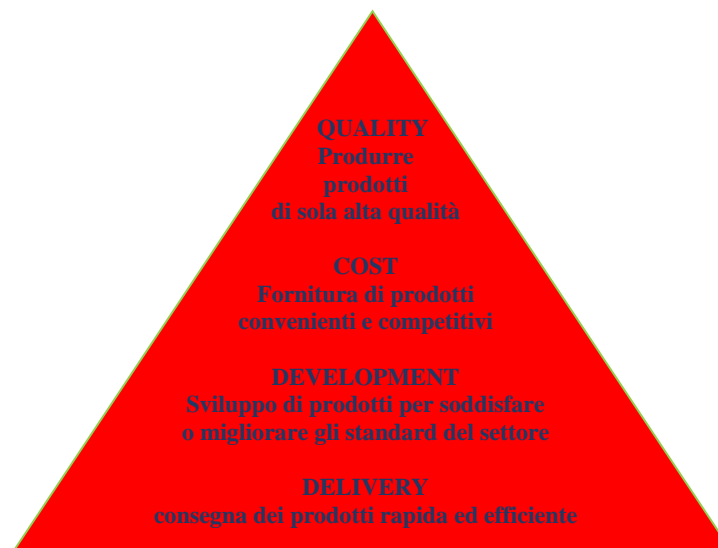 QUALITY
Produrre
prodotti
di sola alta qualità
COST
Fornitura di prodotti
convenienti e competitivi
DEVELOPMENT
Sviluppo di prodotti per soddisfare
o migliorare gli standard del settore
DELIVERY
consegna dei prodotti rapida ed efficiente